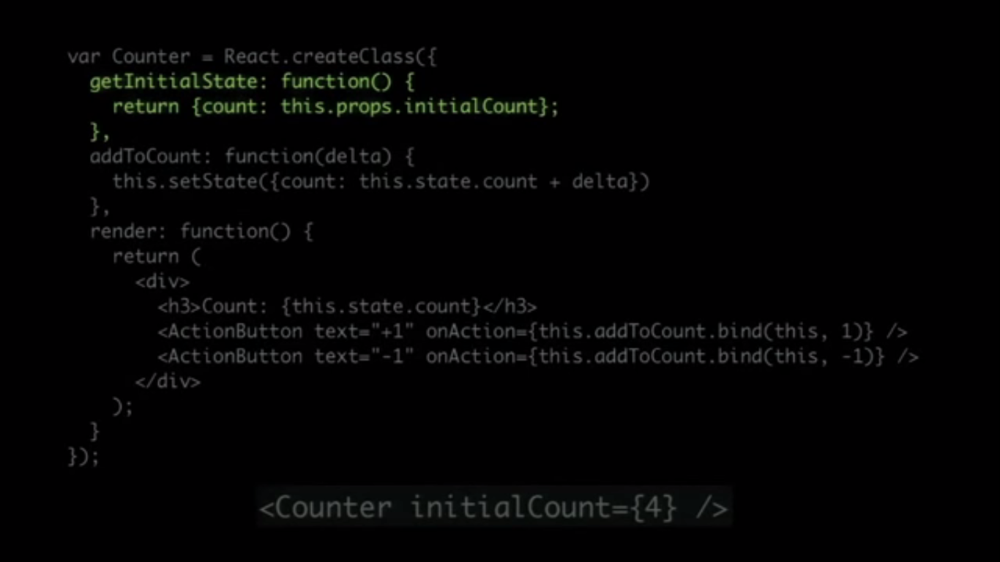 var Counter = React.createClass({
  getInitialState: function() {
    return {count: this.props.initialCount};
  },
  addToCount: function(delta) {
    this.setState({count: this.state.count + delta})
  },
  render: function() {
    return (
      <div>
        <h3>Count: {this.state.count}</h3>
        <ActionButton text="+1" onAction={this.addToCount.bind(this, 1)} />
        <ActionButton text="-1" onAction={this.addToCount.bind(this, -1)} />
      </div>
    );
  }
});
<Counter initialCount={4} />